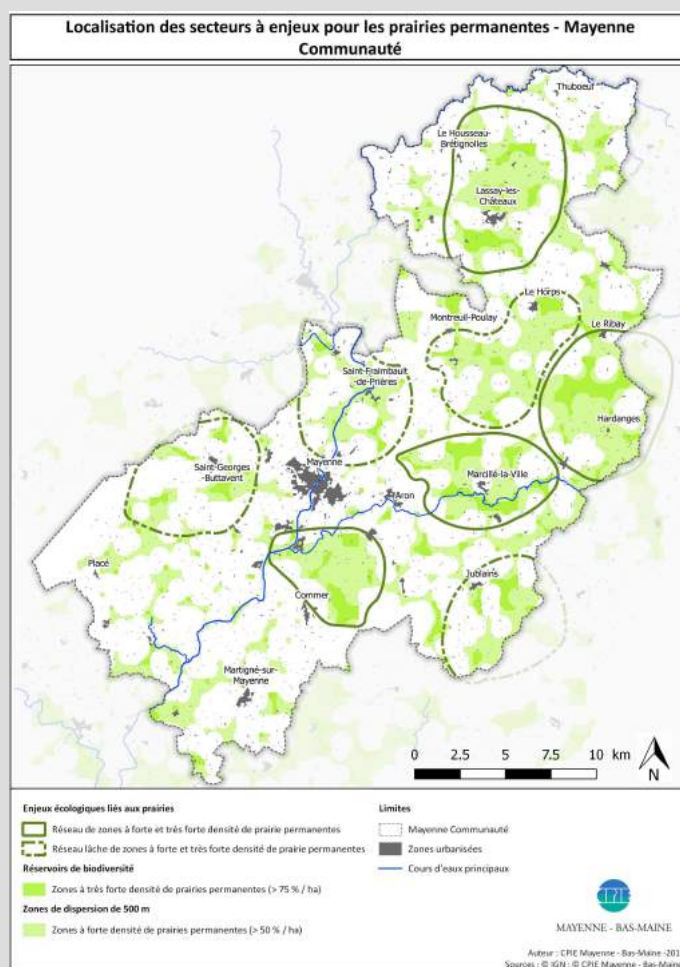 Localisation des secteurs à enjeux pour les prairies permanentes - Mayenne
Communauté
Thuboeuf
Le Housseau-
Brétignolles
Lassay-les-
Châteaux
Le Horps
Montreuil-Poulay
Le Ribay
Saint-Fraimbault
-de-Prières
Hardanges
Saint-Georges
-Buttavent
Mayenne
Marcillé-la-Ville
Aron
Placé
Jublains
Commer
Martigné-sur-
Mayenne
0 2.5 5 7.5 10 km
N
Enjeux écologiques liés aux prairies
Réseau de zones à forte et très forte densité de prairie permanentes
Réseau lâche de zones à forte et très forte densité de prairie permanentes
Réservoirs de biodiversité
Zones à très forte densité de prairies permanentes (> 75 % / ha)
Zones de dispersion de 500 m
Zones à forte densité de prairies permanentes (> 50 % / ha)
Limites
Mayenne Communauté
Zones urbanisées
Cours d'eaux principaux
CPIE
MAYENNE - BAS-MAINE
Auteur : CPIE Mayenne - Bas-Maine -201
Sources : © IGN ; © CPIE Mayenne - Bas-Maine